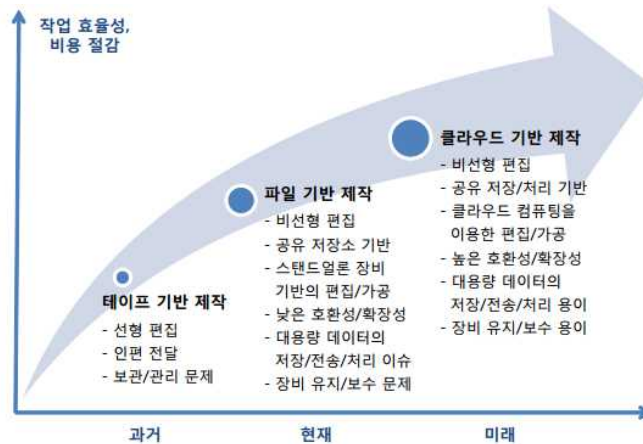 작업 효율성,
비용 절감
클라우드 기반 제작
- 비선형 편집
- 공유 저장/처리 기반
- 클라우드 컴퓨팅을
이용한 편집/가공
- 높은 호환성/확장성
- 대용량 데이터의
저장/전송/처리 용이
- 장비 유지/보수 용이
파일 기반 제작
- 비선형 편집
- 공유 저장소 기반
- 스탠드얼론 장비
기반의 편집/가공
- 낮은 호환성/확장성
- 대용량 데이터의
저장/전송/처리 이슈
- 장비 유지/보수 문제
테이프 기반 제작
- 선형 편집
- 인편 전달
- 보관/관리 문제
과거
현재
미래